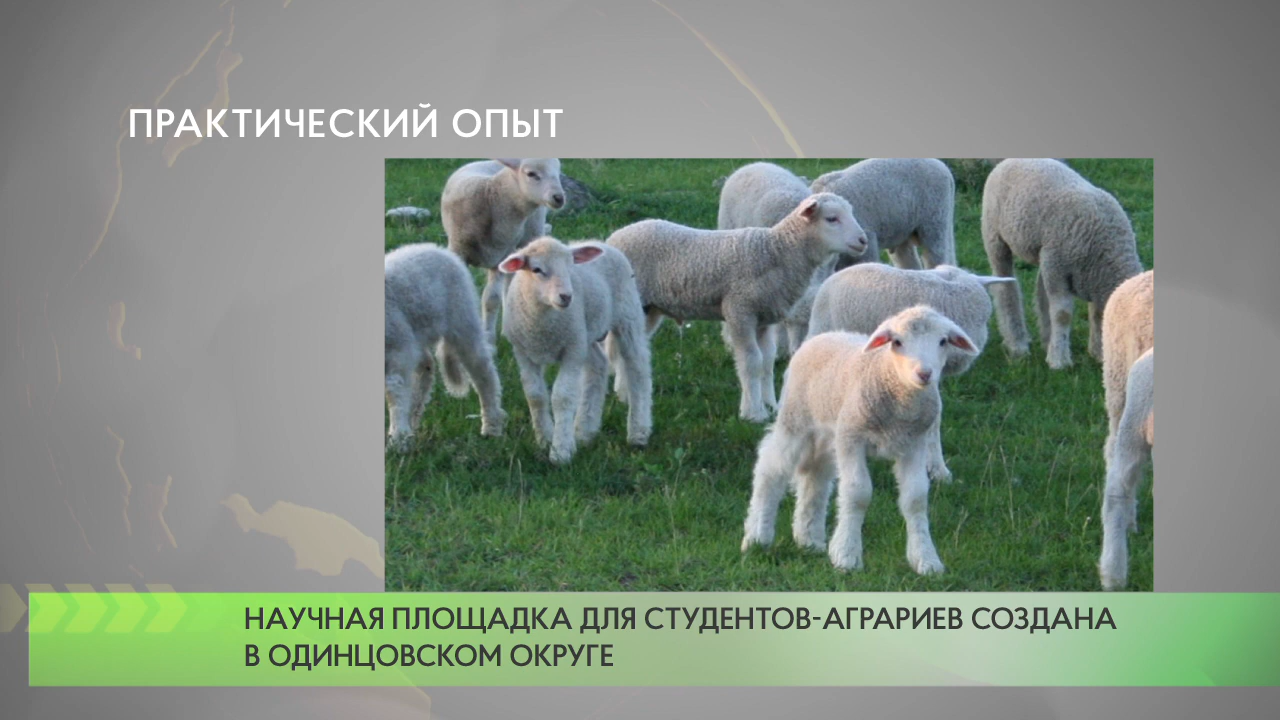 ПРАКТИЧЕСКИЙ ОПЫТ
НАУЧНАЯ ПЛОЩАДКА ДЛЯ СТУДЕНТОВ-АГРАРИЕВ СОЗДАНА
В ОДИНЦОВСКОМ ОКРУГЕ